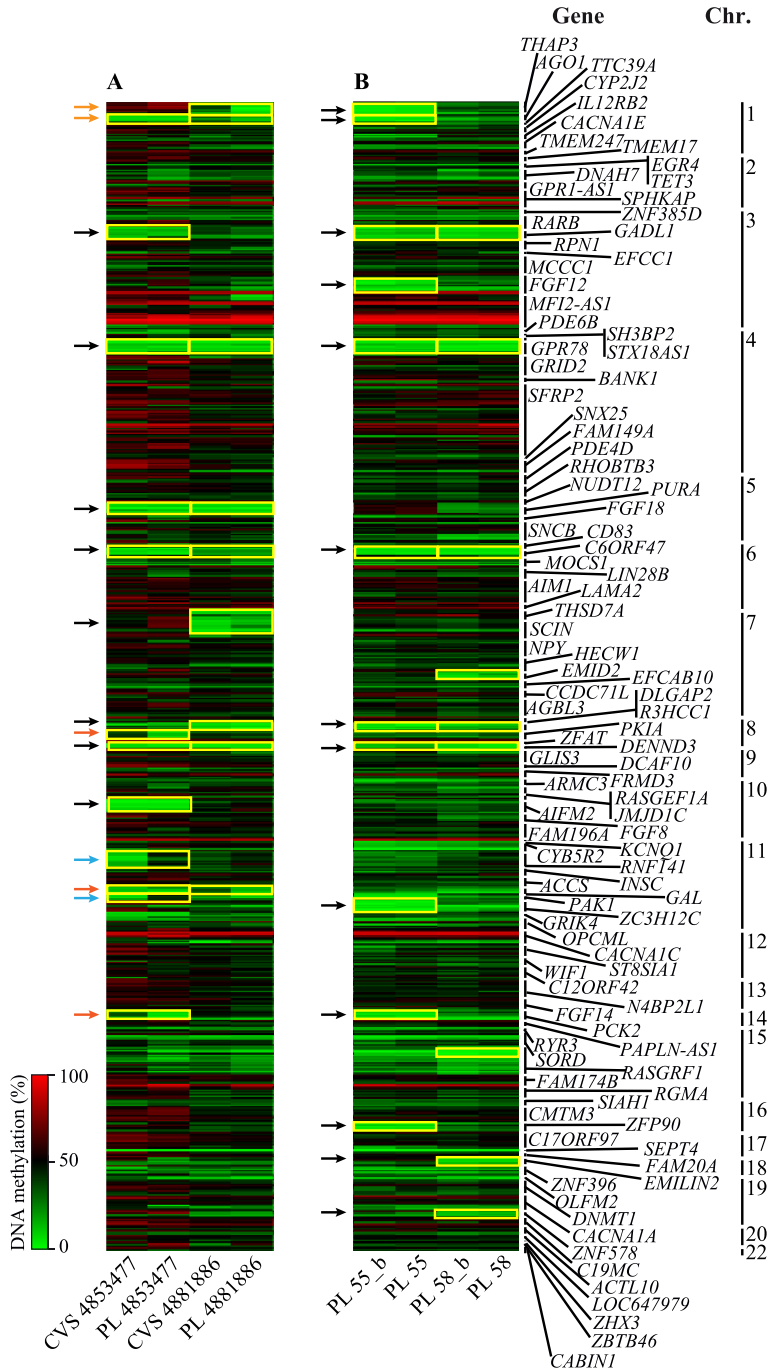 Gene Chr.
A B
THAP3
AGO1
TTC39A
CYP2J2
IL12RB2
CACNA1E
TMEM247
TMEM17
EGR4
DNAH7
TET3
GPR1-AS1
SPHKAP
ZNF385D
RARB
GADL1
RPN1
EFCC1
MCCC1
FGF12
MFI2-AS1
PDE6B
SH3BP2
GPR78
STX18AS1
GRID2
BANK1
SFRP2
SNX25
FAM149A
PDE4D
RHOBTB3
NUDT12
PURA
FGF18
SNCB
CD83
C6ORF47
MOCS1
LIN28B
AIM1
LAMA2
THSD7A
SCIN
NPY
HECW1
EMID2
EFCAB10
CCDC71L
DLGAP2
AGBL3
R3HCC1
PKIA
ZFAT
DENND3
GLIS3
DCAF10
ARMC3
FRMD3
RASGEF1A
AIFM2
JMJD1C
FAM196A
FGF8
KCNQ1
CYB5R2
RNF141
INSC
ACCS
GAL
PAK1
ZC3H12C
GRIK4
OPCML
CACNA1C
ST8SIA1
WIF1
C12ORF42
N4BP2L1
FGF14
PCK2
PAPLN-AS1
RYR3
SORD
RASGRF1
FAM174B
RGMA
SIAH1
CMTM3
ZFP90
C17ORF97
SEPT4
FAM20A
EMILIN2
ZNF396
OLFM2
DNMT1
CACNA1A
ZNF578
C19MC
ACTL10
LOC647979
ZHX3
ZBTB46
CABIN1
1
2
3
4
5
6
7
8
9
10
11
12
13
14
15
16
17
18
19
20
22
DNA methylation (%)
100
50
0
CVS 4853477
PL 4853477
CVS 4881886
PL 4881886
PL 55_b
PL 55
PL 58_b
PL 58